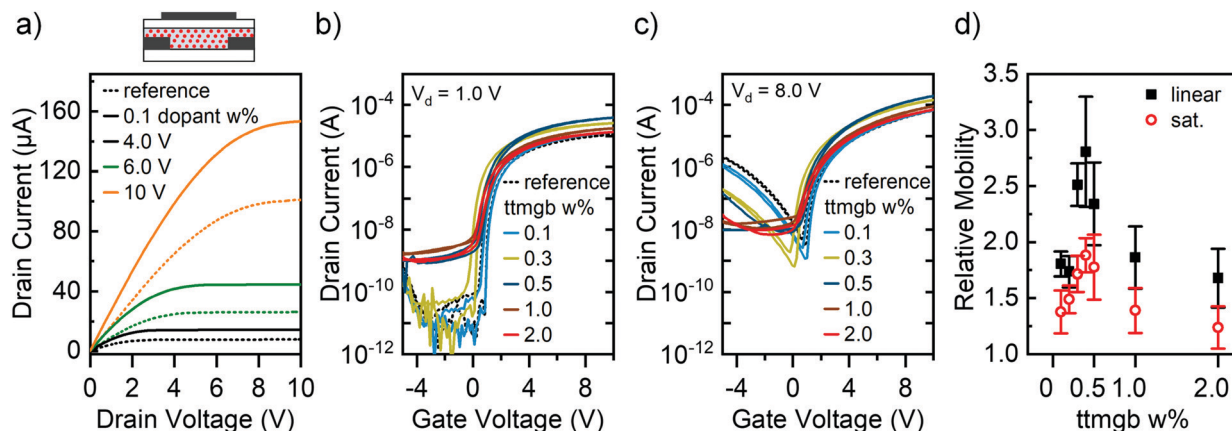 a)
Drain Current (µA)
160
120
80
40
0
reference
0.1 dopant w%
4.0 V
6.0 V
10 V
0 2 4 6 8 10
Drain Voltage (V)
b)
Drain Current (A)
10⁻⁴
10⁻⁶
10⁻⁸
10⁻¹⁰
10⁻¹²
V_d = 1.0 V
reference
ttmgb w%
0.1
0.3
0.5
1.0
2.0
-4 0 4 8
Gate Voltage (V)
c)
Drain Current (A)
10⁻⁴
10⁻⁶
10⁻⁸
10⁻¹⁰
10⁻¹²
V_d = 8.0 V
reference
ttmgb w%
0.1
0.3
0.5
1.0
2.0
-4 0 4 8
Gate Voltage (V)
d)
Relative Mobility
3.5
3.0
2.5
2.0
1.5
1.0
linear
sat.
0 0.5 1.0 2.0
ttmgb w%